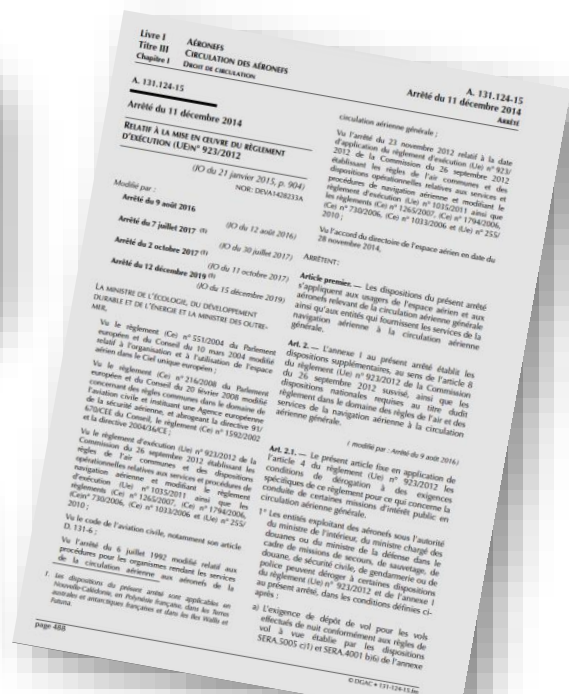 Livre I
Titre III
Chapitre I
AÉRONEFS
CIRCULATION DES AÉRONEFS
DROIT DE CIRCULATION
A. 131.124-15
Arrêté du 11 décembre 2014
ARRÊTÉ
A. 131.124-15
Arrêté du 11 décembre 2014
RELATIF À LA MISE EN ŒUVRE DU RÈGLEMENT
D'EXÉCUTION (UE)N° 923/2012
(JO du 21 janvier 2015, p. 904)
NOR: DEVA1428233A
Modifié par :
Arrêté du 9 août 2016
(JO du 12 août 2016)
Arrêté du 7 juillet 2017 (1)
(JO du 30 juillet 2017)
Arrêté du 2 octobre 2017 (1)
(JO du 11 octobre 2017)
Arrêté du 12 décembre 2019 (1)
(JO du 15 décembre 2019)
LA MINISTRE DE L'ÉCOLOGIE, DU DÉVELOPPEMENT
DURABLE ET DE L'ÉNERGIE ET LA MINISTRE DES OUTRE-
MER,
Vu le règlement (Ce) n° 551/2004 du Parlement
européen et du Conseil du 10 mars 2004 modifié
relatif à l'organisation et à l'utilisation de l'espace
aérien dans le Ciel unique européen ;
Vu le règlement (Ce) n° 216/2008 du Parlement
européen et du Conseil du 20 février 2008 modifié
concernant des règles communes dans le domaine de
l'aviation civile et instituant une Agence européenne
de la sécurité aérienne, et abrogeant la directive 91/
670/CEE du Conseil, le règlement (Ce) n° 1592/2002
et la directive 2004/36/CE ;
Vu le règlement d'exécution (Ue) n° 923/2012 de la
Commission du 26 septembre 2012 établissant les
règles de l'air communes et des dispositions
opérationnelles relatives aux services et procédures de
navigation aérienne et modifiant le règlement
d'exécution (Ue) n° 1035/2011 ainsi que les
règlements (Ce) n° 1265/2007, (Ce) n° 1794/2006,
(Ce)n° 730/2006, (Ce) n° 1033/2006 et (Ue) n° 255/
2010 ;
Vu le code de l'aviation civile, notamment son article
D. 131-6 ;
Vu l'arrêté du 6 juillet 1992 modifié relatif aux
procédures pour les organismes rendant les services
de la circulation aérienne aux aéronefs de la
1. Les dispositions du présent arrêté sont applicables en
Nouvelle-Calédonie, en Polynésie française, dans les terres
australes et antarctiques françaises et dans les îles Wallis et
Futuna.
page 488
circulation aérienne générale ;
Vu l'arrêté du 23 novembre 2012 relatif à la date
d'application du règlement d'exécution (Ue) n° 923/
2012 de la Commission du 26 septembre 2012
établissant les règles de l'air communes et des
dispositions opérationnelles relatives aux services et
procédures de navigation aérienne et modifiant le
règlement d'exécution (Ue) n° 1035/2011 ainsi que
les règlements (Ce) n° 1265/2007, (Ce) n° 1794/2006,
(Ce) n° 730/2006, (Ce) n° 1033/2006 et (Ue) n° 255/
2010 ;
Vu l'accord du directoire de l'espace aérien en date du
28 novembre 2014,
ARRÊTENT:
Article premier. — Les dispositions du présent arrêté
s'appliquent aux usagers de l'espace aérien et aux
aéronefs relevant de la circulation aérienne générale
ainsi qu'aux entités qui fournissent les services de la
navigation aérienne à la circulation aérienne
générale.
Art. 2. — L'annexe I au présent arrêté établit les
dispositions supplémentaires, au sens de l'article 8
du règlement (Ue) n° 923/2012 de la Commission
du 26 septembre 2012 susvisé, ainsi que les
dispositions nationales requises au titre dudit
règlement dans le domaine des règles de l'air et des
services de la navigation aérienne à la circulation
aérienne générale.
( modifié par : Arrêté du 9 août 2016)
Art. 2.1. — Le présent article fixe en application de
l'article 4 du règlement (Ue) n° 923/2012 les
conditions de dérogation à des exigences
spécifiques de ce règlement pour ce qui concerne la
conduite de certaines missions d'intérêt public en
circulation aérienne générale.
1° Les entités exploitant des aéronefs sous l'autorité
du ministre de l'intérieur, du ministre chargé des
douanes ou du ministre de la défense dans le
cadre de missions de secours, de sauvetage, de
douane, de sécurité civile, de gendarmerie ou de
police peuvent déroger à certaines dispositions
du règlement (Ue) n° 923/2012 et de l'annexe I
au présent arrêté, dans les conditions définies ci-
après :
a) L'exigence de dépôt de vol pour les vols
effectués de nuit conformément aux règles de
vol à vue établie par les dispositions
SERA.5005 c(1) et SERA.4001 b(6) de l'annexe
© DGAC • 131-124-15.bo